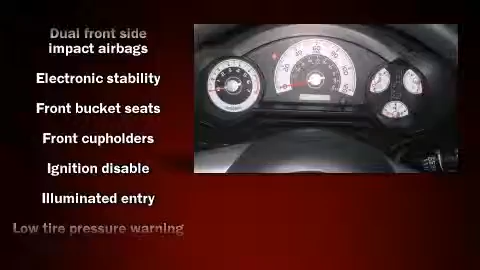 Dual front side
impact airbags
Electronic stability
Front bucket seats
Front cupholders
Ignition disable
Illuminated entry
Low tire pressure warning